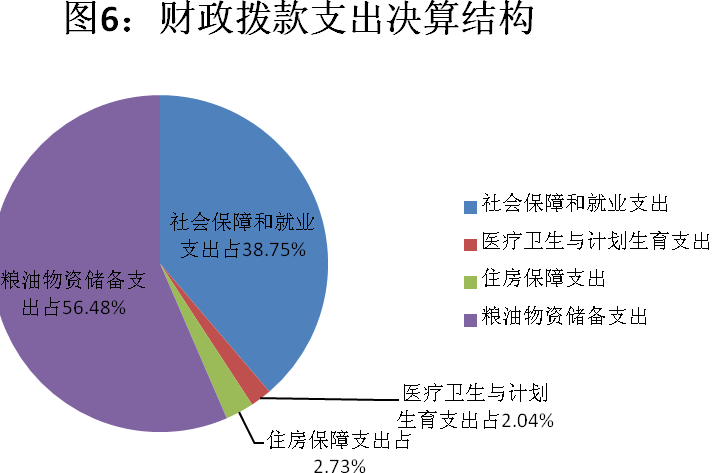 图6：财政拨款支出决算结构
社会保障和就业
支出占38.75%
粮油物资储备支
出占56.48%
医疗卫生与计划
生育支出占2.04%
住房保障支出占
2.73%
社会保障和就业支出
医疗卫生与计划生育支出
住房保障支出
粮油物资储备支出